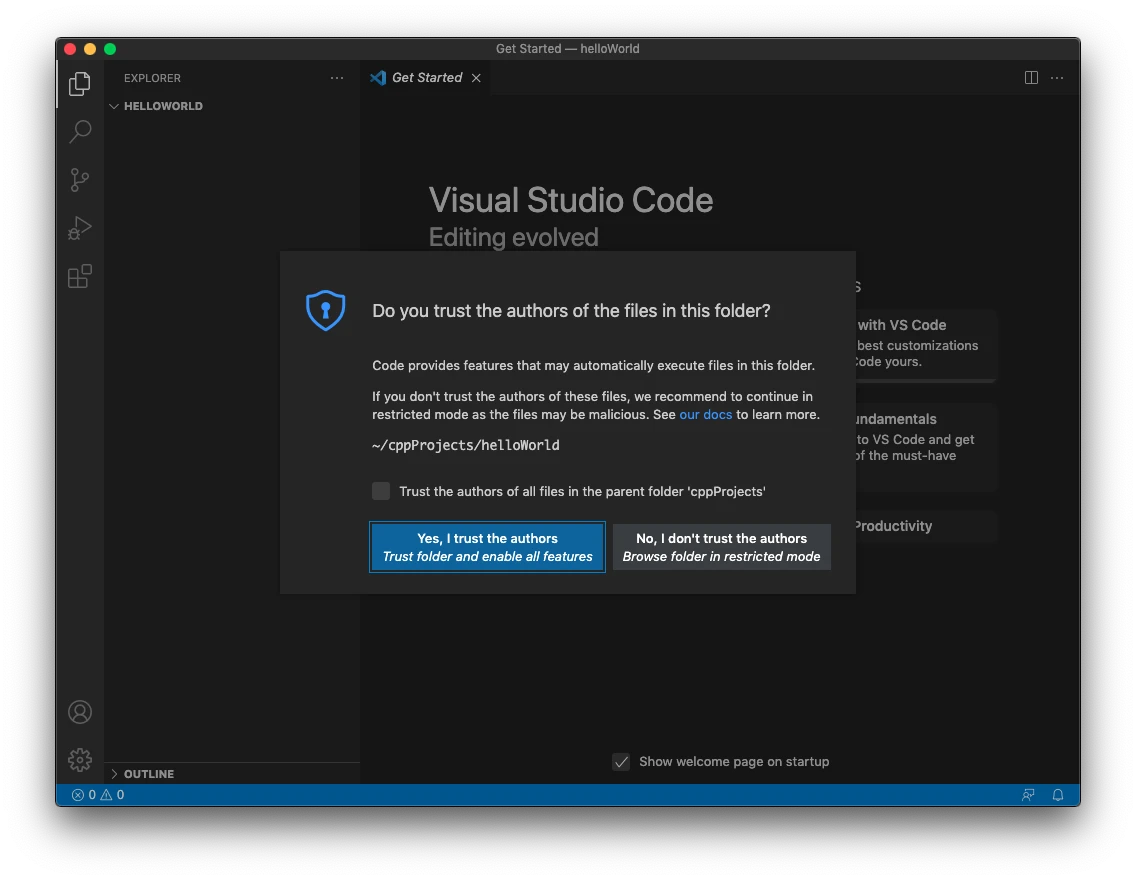 Get Started — helloWorld
EXPLORER
HELLOWORLD
OUTLINE
Get Started
Visual Studio Code
Editing evolved
with VS Code
best customizations
yours.
to VS Code and get
of the must-have
Productivity
Do you trust the authors of the files in this folder?
Code provides features that may automatically execute files in this folder.
If you don't trust the authors of these files, we recommend to continue in
restricted mode as the files may be malicious. See our docs to learn more.
~/cppProjects/helloWorld
Trust the authors of all files in the parent folder 'cppProjects'
Yes, I trust the authors
Trust folder and enable all features
No, I don't trust the authors
Browse folder in restricted mode
Show welcome page on startup
0 0